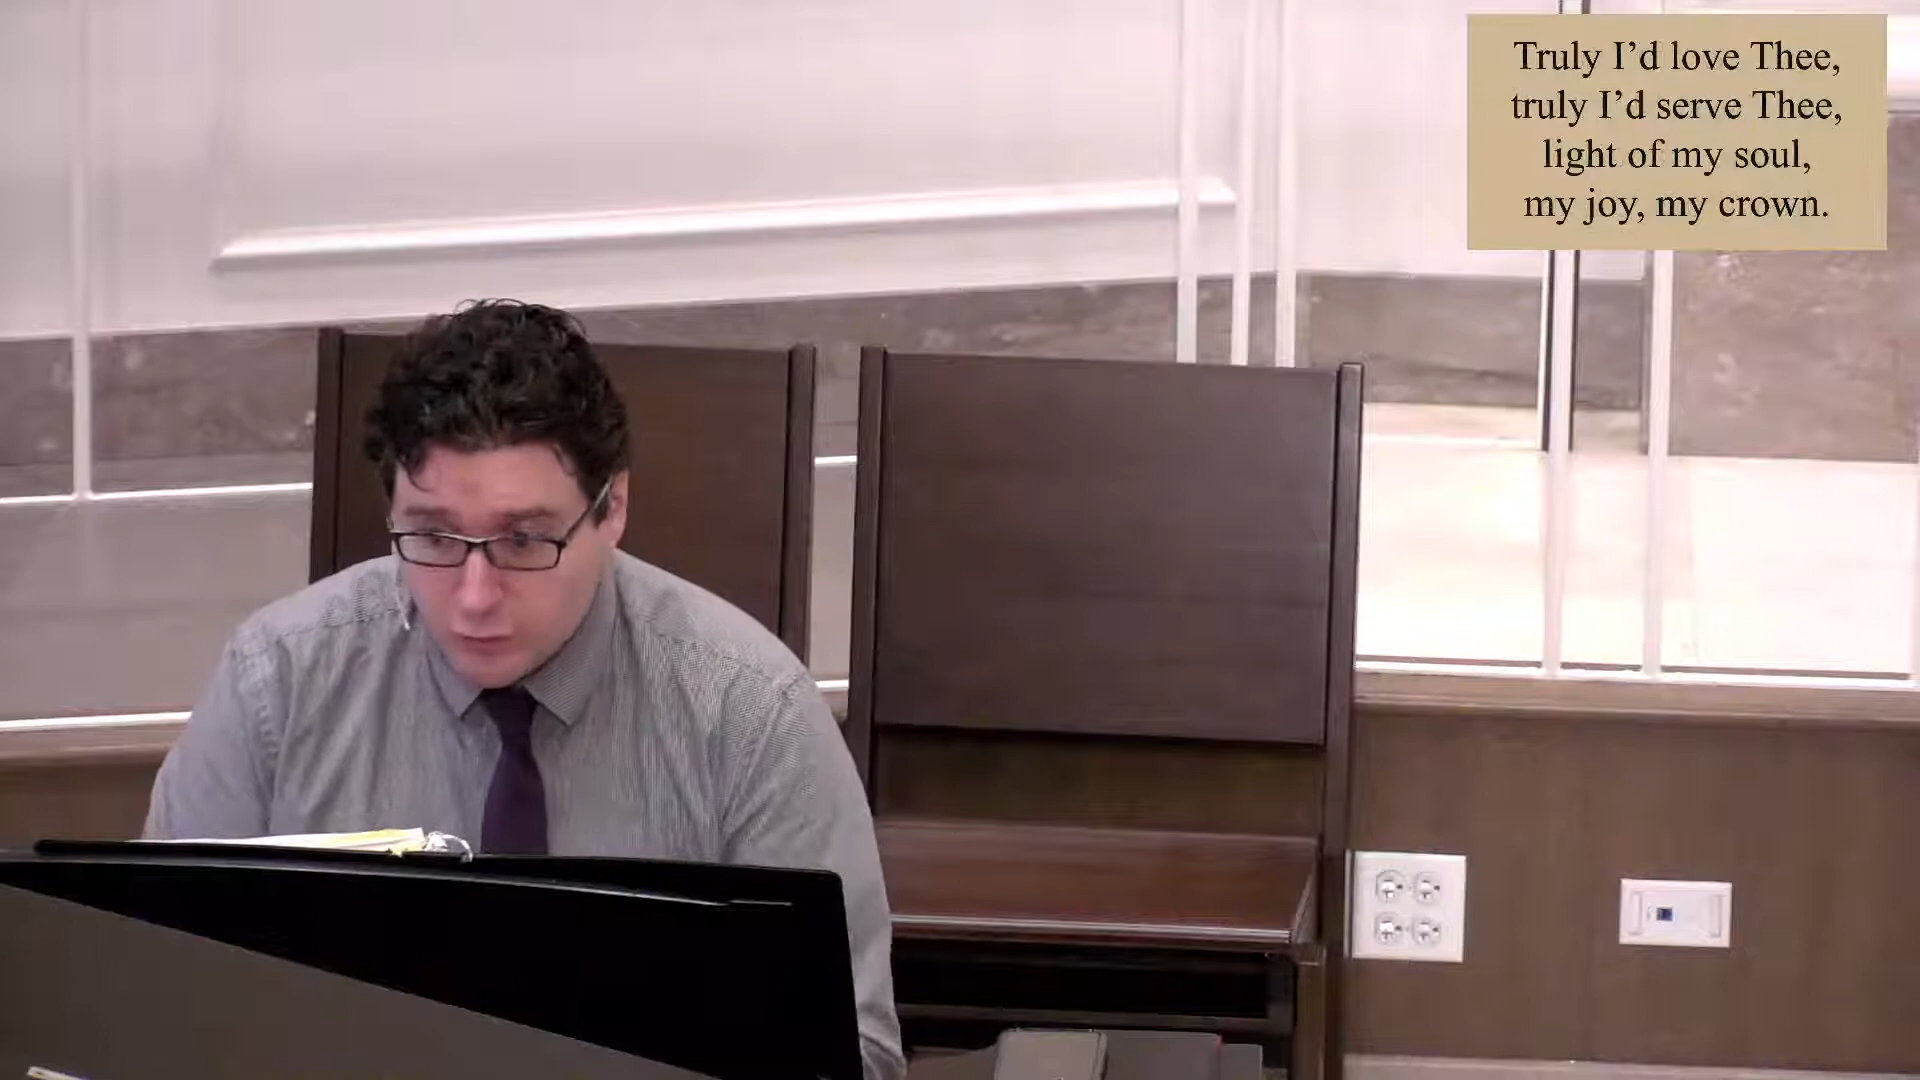 Truly I’d love Thee,
truly I’d serve Thee,
light of my soul,
my joy, my crown.